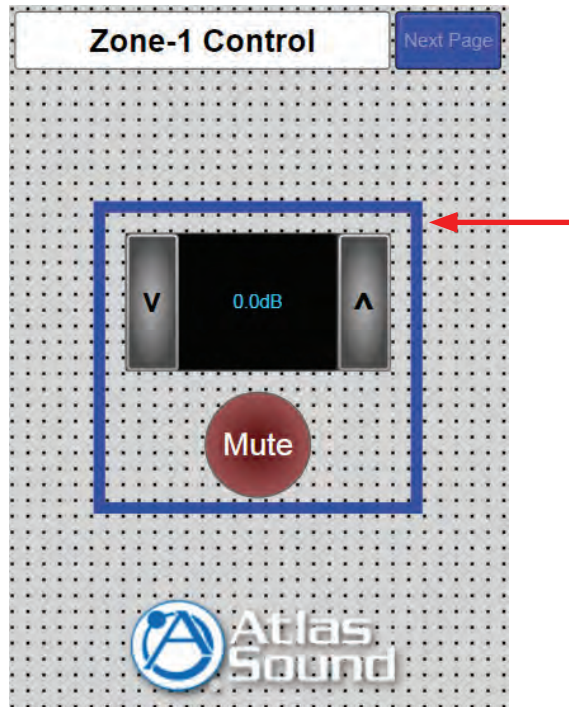 Zone-1 Control
Next Page
V
0.0dB
Λ
Mute
Atlas
Sound